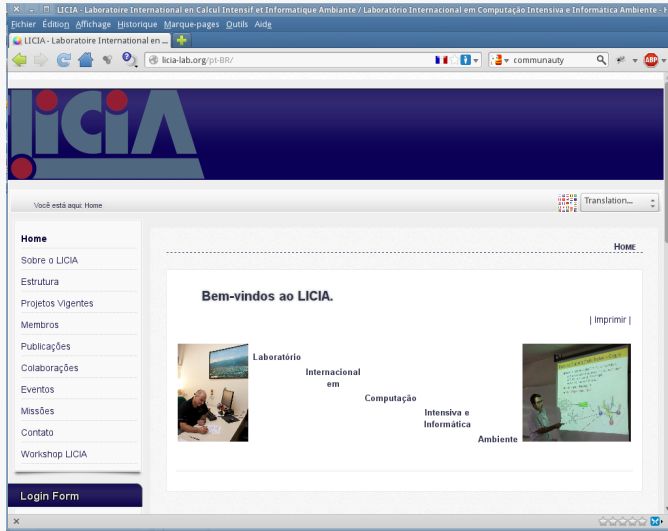 LICIA - Laboratoire International en Calcul Intensif et Informatique Ambiante / Laboratório Internacional em Computação Intensiva e Informática Ambiente -
Fichier Édition Affichage Historique Marque-pages Outils Aide
LICIA - Laboratoire International en ...
licia-lab.org/pt-BR/
communauty
ABP
licia
Você está aqui: Home
Translation...
Home
Sobre o LICIA
Estrutura
Projetos Vigentes
Membros
Publicações
Colaborações
Eventos
Missões
Contato
Workshop LICIA
Login Form
HOME
Bem-vindos ao LICIA.
| Imprimir |
Laboratório
Internacional
em
Computação
Intensiva e
Informática
Ambiente